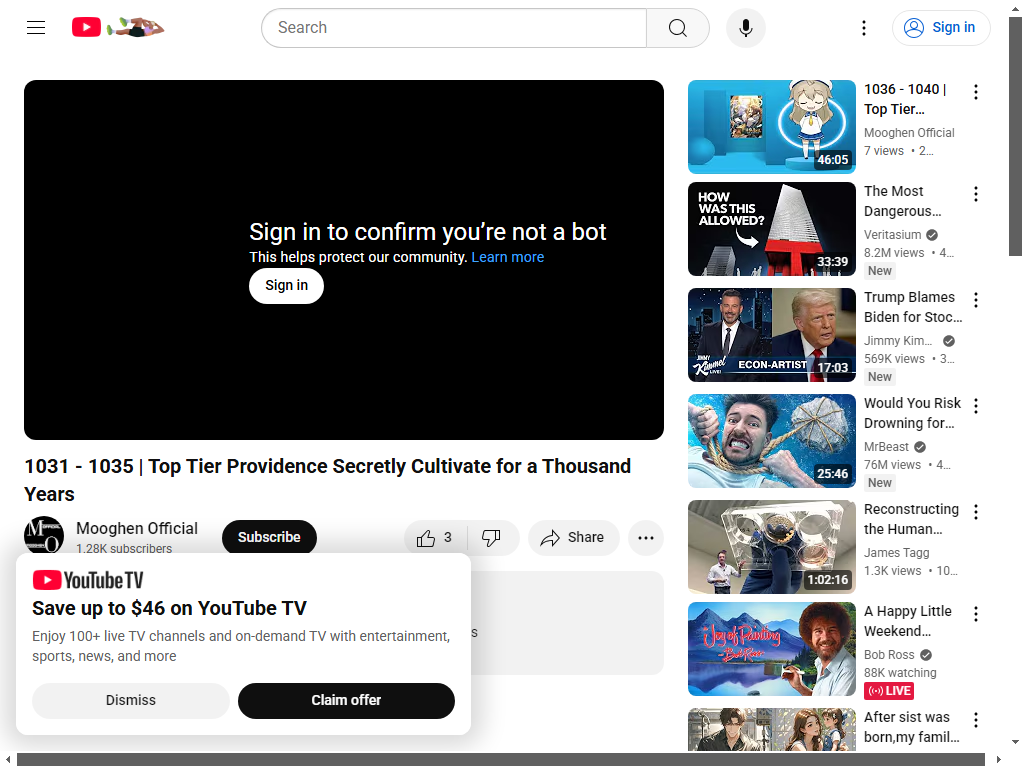 Search
Sign in
Sign in to confirm you're not a bot
This helps protect our community. Learn more
Sign in
1031 - 1035 | Top Tier Providence Secretly Cultivate for a Thousand
Years
Mooghen Official
1.28K subscribers
Subscribe
3
Share
s
YouTube TV
Save up to $46 on YouTube TV
Enjoy 100+ live TV channels and on-demand TV with entertainment,
sports, news, and more
Dismiss
Claim offer
46:05
1036 - 1040 |
Top Tier…
Mooghen Official
7 views • 2…
HOW
WAS THIS
ALLOWED?
33:39
The Most
Dangerous…
Veritasium
8.2M views • 4…
New
JIMMY
Kimmel
LIVE!
ECON-ARTIST
17:03
Trump Blames
Biden for Stoc…
Jimmy Kim…
569K views • 3…
New
25:46
Would You Risk
Drowning for…
MrBeast
76M views • 4…
New
1:02:16
Reconstructing
the Human…
James Tagg
1.3K views • 10…
Joy of Painting
Bob Ross
A Happy Little
Weekend…
Bob Ross
88K watching
LIVE
After sist was
born,my famil…